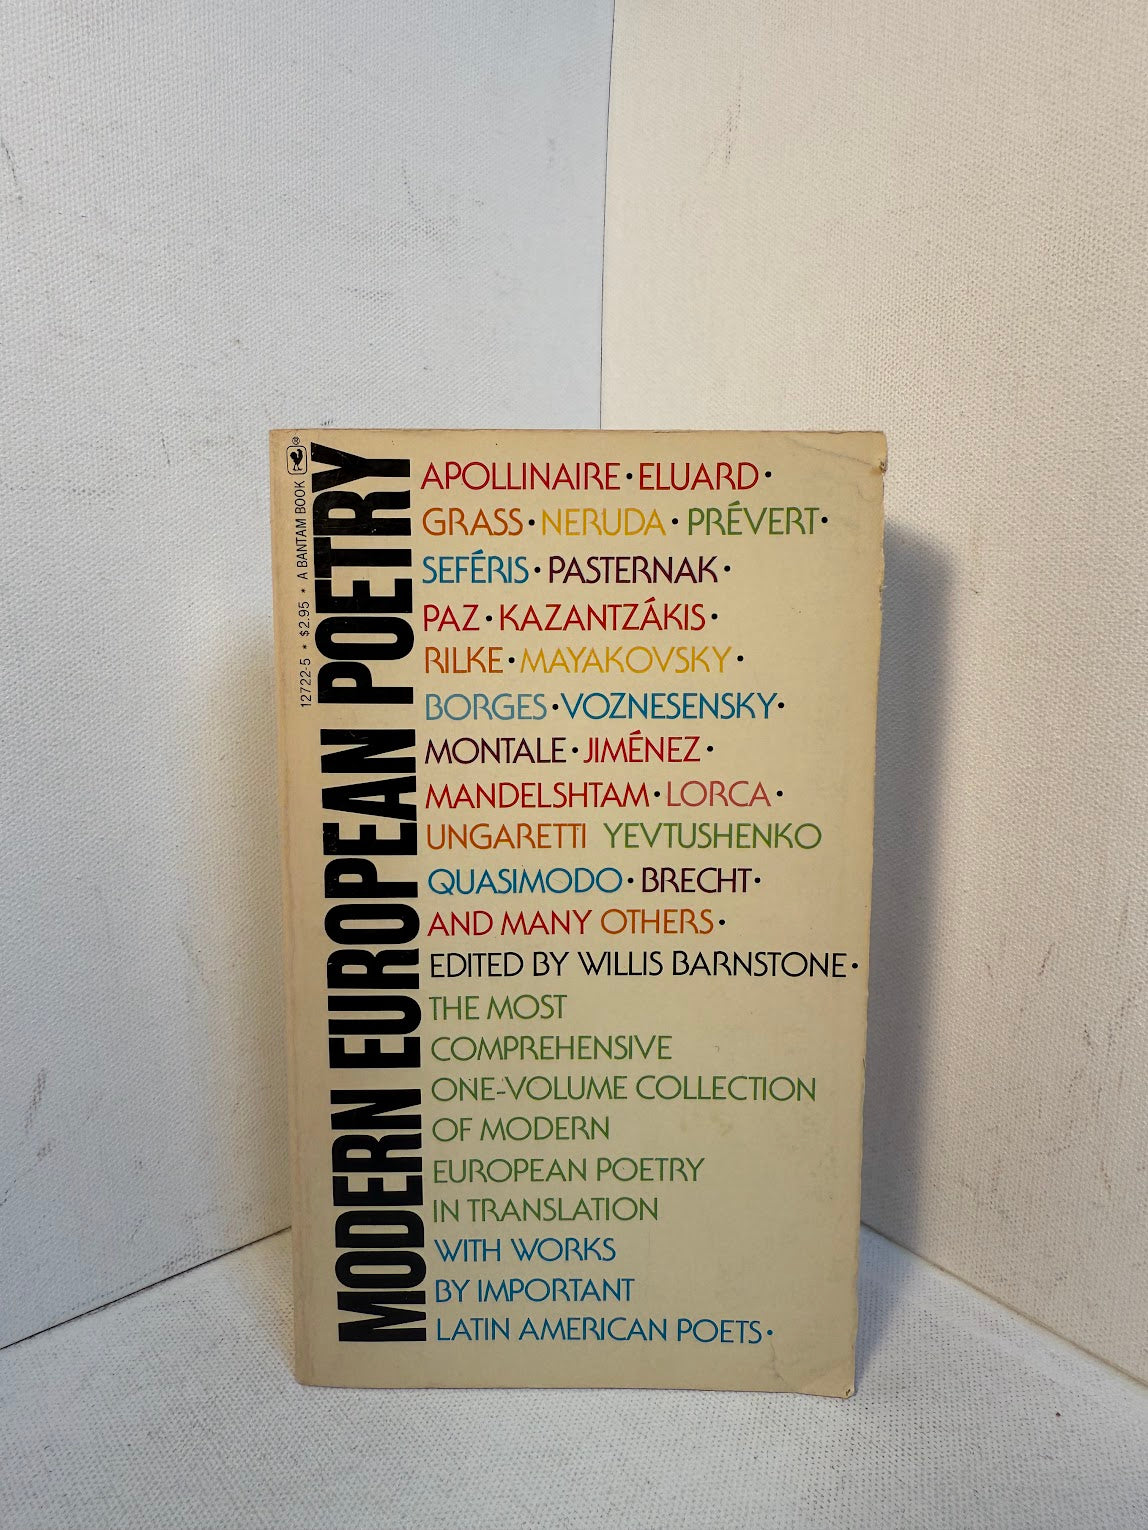 12722-5 * $2.95 * A BANTAM BOOK ®
MODERN EUROPEAN POETRY
APOLLINAIRE • ELUARD •
GRASS • NERUDA • PRÉVERT •
SEFÉRIS • PASTERNAK •
PAZ • KAZANTZÁKIS •
RILKE • MAYAKOVSKY •
BORGES • VOZNESENSKY •
MONTALE • JIMÉNEZ •
MANDELSHTAM • LORCA •
UNGARETTI YEVTUSHENKO
QUASIMODO • BRECHT •
AND MANY OTHERS •
EDITED BY WILLIS BARNSTONE •
THE MOST
COMPREHENSIVE
ONE-VOLUME COLLECTION
OF MODERN
EUROPEAN POETRY
IN TRANSLATION
WITH WORKS
BY IMPORTANT
LATIN AMERICAN POETS •